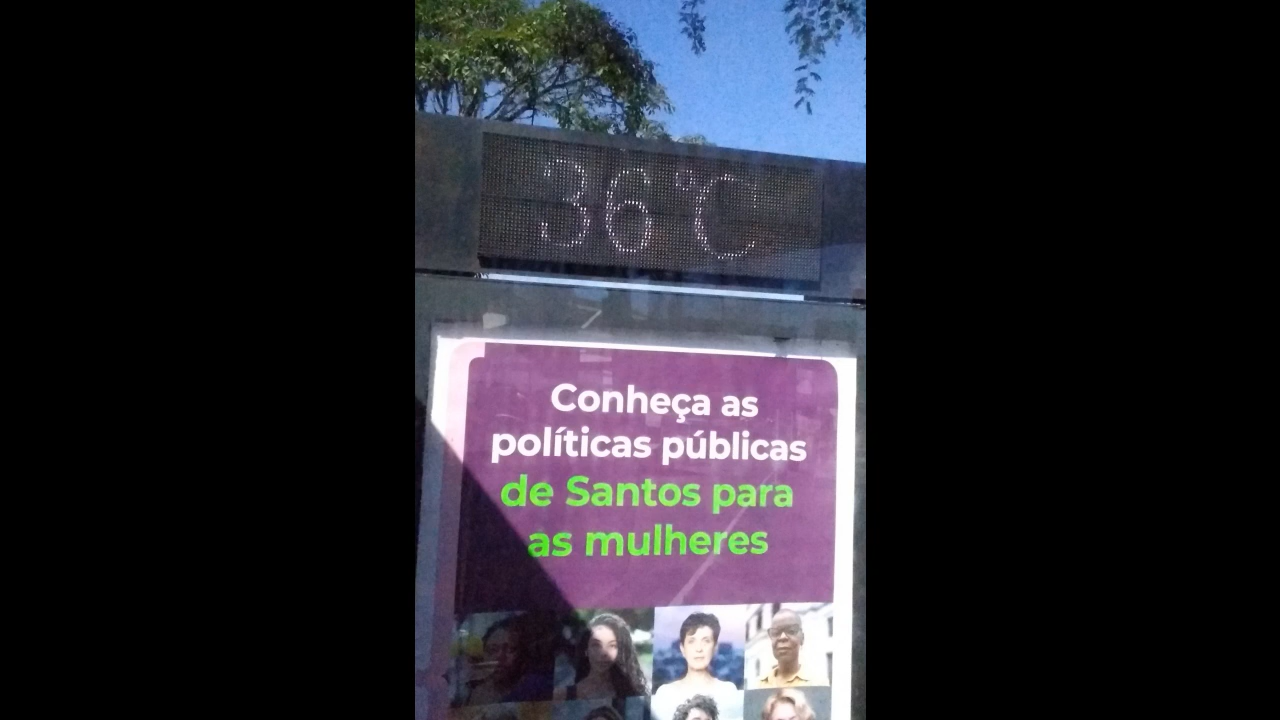 36°C
Conheça as
políticas públicas
de Santos para
as mulheres